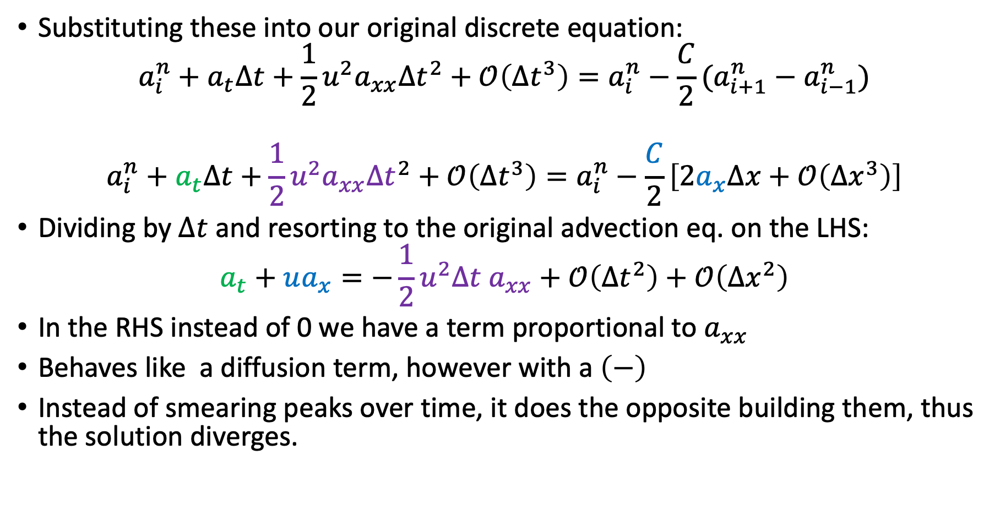 • Substituting these into our original discrete equation:
$a_i^n + a_t \Delta t + \frac{1}{2} u^2 a_{xx} \Delta t^2 + \mathcal{O}(\Delta t^3) = a_i^n - \frac{C}{2} (a_{i+1}^n - a_{i-1}^n)$
$a_i^n + a_t \Delta t + \frac{1}{2} u^2 a_{xx} \Delta t^2 + \mathcal{O}(\Delta t^3) = a_i^n - \frac{C}{2} [2 a_x \Delta x + \mathcal{O}(\Delta x^3)]$
• Dividing by $\Delta t$ and resorting to the original advection eq. on the LHS:
$a_t + u a_x = -\frac{1}{2} u^2 \Delta t \, a_{xx} + \mathcal{O}(\Delta t^2) + \mathcal{O}(\Delta x^2)$
• In the RHS instead of 0 we have a term proportional to $a_{xx}$
• Behaves like a diffusion term, however with a $(-)$
• Instead of smearing peaks over time, it does the opposite building them, thus
the solution diverges.